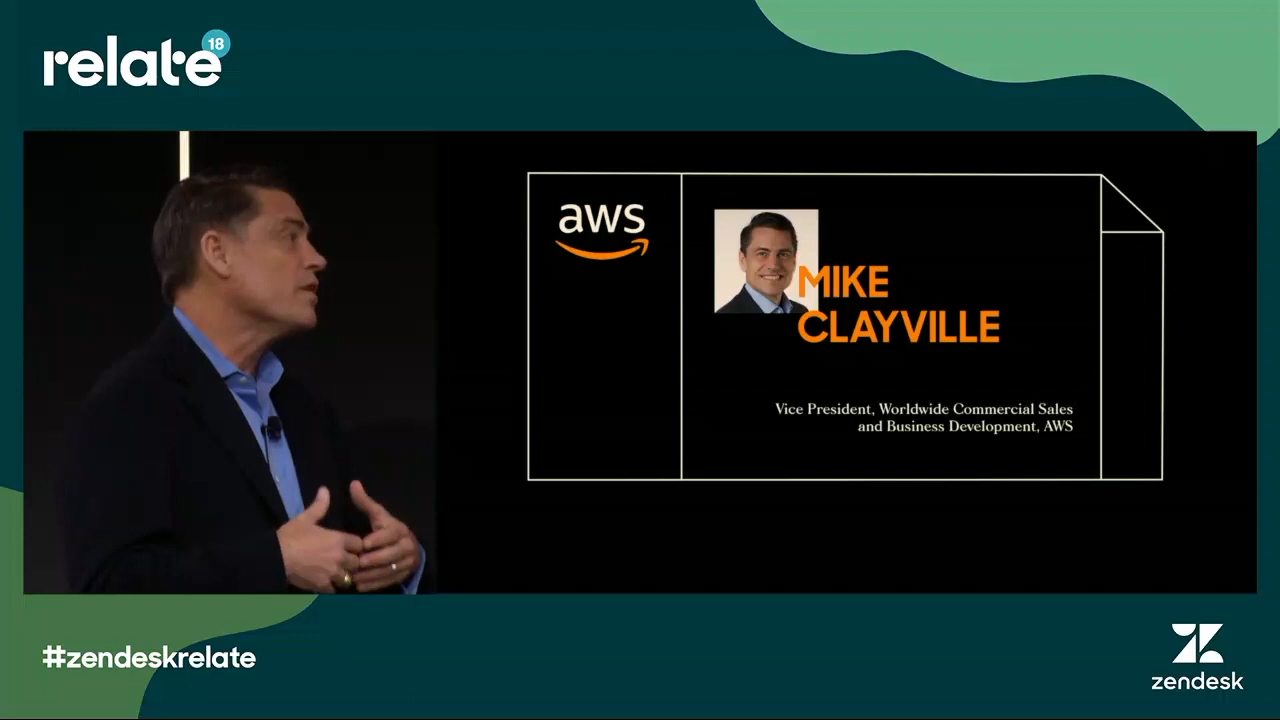 relate 18
aws
MIKE
CLAYVILLE
Vice President, Worldwide Commercial Sales
and Business Development, AWS
#zendeskrelate
zendesk